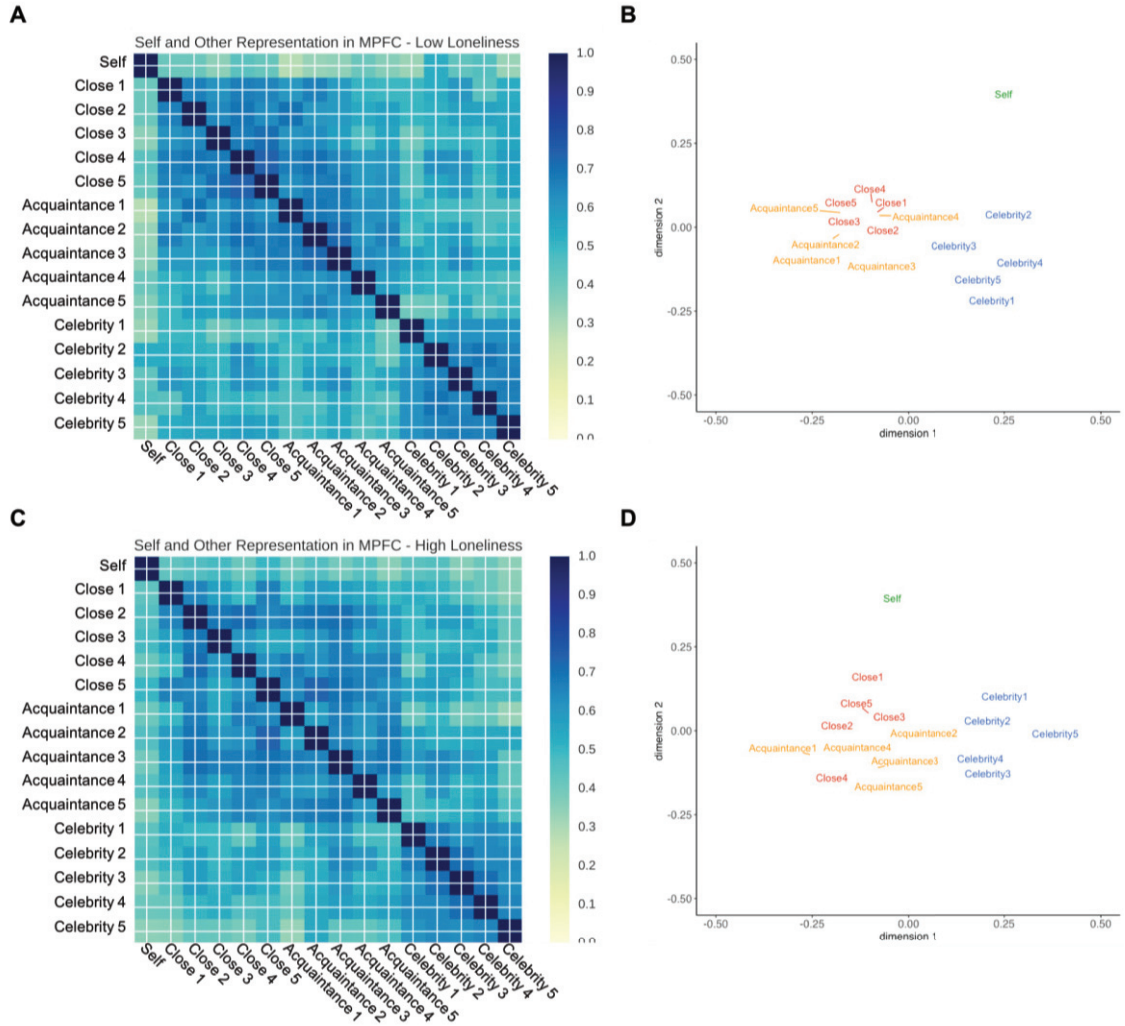 A
Self and Other Representation in MPFC - Low Loneliness
Self
Close 1
Close 2
Close 3
Close 4
Close 5
Acquaintance 1
Acquaintance 2
Acquaintance 3
Acquaintance 4
Acquaintance 5
Celebrity 1
Celebrity 2
Celebrity 3
Celebrity 4
Celebrity 5
Self
Close 1
Close 2
Close 3
Close 4
Close 5
Acquaintance 1
Acquaintance 2
Acquaintance 3
Acquaintance 4
Acquaintance 5
Celebrity 1
Celebrity 2
Celebrity 3
Celebrity 4
Celebrity 5
1.0
0.9
0.8
0.7
0.6
0.5
0.4
0.3
0.2
0.1
0.0
B
0.50
0.25
0.00
-0.25
-0.50
dimension 2
Self
Close4
Close5
Close1
Acquaintance5
Acquaintance4
Celebrity2
Close3
Close2
Acquaintance2
Celebrity3
Acquaintance1
Acquaintance3
Celebrity4
Celebrity5
Celebrity1
-0.50
-0.25
0.00
0.25
0.50
dimension 1
C
Self and Other Representation in MPFC - High Loneliness
Self
Close 1
Close 2
Close 3
Close 4
Close 5
Acquaintance 1
Acquaintance 2
Acquaintance 3
Acquaintance 4
Acquaintance 5
Celebrity 1
Celebrity 2
Celebrity 3
Celebrity 4
Celebrity 5
Self
Close 1
Close 2
Close 3
Close 4
Close 5
Acquaintance 1
Acquaintance 2
Acquaintance 3
Acquaintance 4
Acquaintance 5
Celebrity 1
Celebrity 2
Celebrity 3
Celebrity 4
Celebrity 5
1.0
0.9
0.8
0.7
0.6
0.5
0.4
0.3
0.2
0.1
0.0
D
0.50
0.25
0.00
-0.25
-0.50
dimension 2
Self
Close1
Celebrity1
Close5
Close3
Close2
Celebrity2
Acquaintance2
Celebrity5
Acquaintance1
Acquaintance4
Acquaintance3
Celebrity4
Close4
Celebrity3
Acquaintance5
-0.50
-0.25
0.00
0.25
0.50
dimension 1